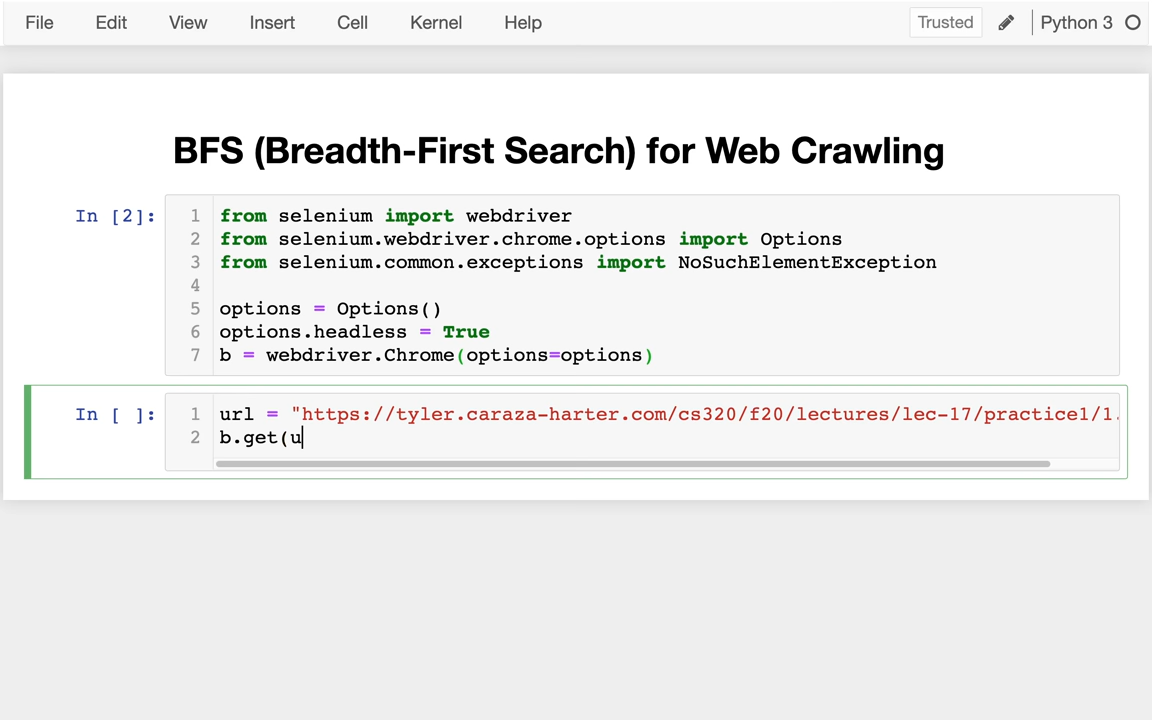 File Edit View Insert Cell Kernel Help Trusted Python 3
BFS (Breadth-First Search) for Web Crawling
In [2]:
1 from selenium import webdriver
2 from selenium.webdriver.chrome.options import Options
3 from selenium.common.exceptions import NoSuchElementException
4
5 options = Options()
6 options.headless = True
7 b = webdriver.Chrome(options=options)
In [ ]:
1 url = "https://tyler.caraza-harter.com/cs320/f20/lectures/lec-17/practice1/1.
2 b.get(u